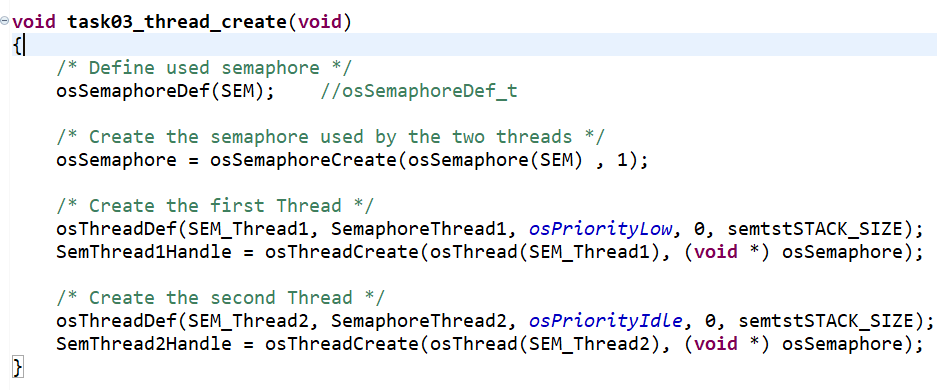 void task03_thread_create(void)
{
/* Define used semaphore */
osSemaphoreDef(SEM);    //osSemaphoreDef_t
/* Create the semaphore used by the two threads */
osSemaphore = osSemaphoreCreate(osSemaphore(SEM) , 1);
/* Create the first Thread */
osThreadDef(SEM_Thread1, SemaphoreThread1, osPriorityLow, 0, semtstSTACK_SIZE);
SemThread1Handle = osThreadCreate(osThread(SEM_Thread1), (void *) osSemaphore);
/* Create the second Thread */
osThreadDef(SEM_Thread2, SemaphoreThread2, osPriorityIdle, 0, semtstSTACK_SIZE);
SemThread2Handle = osThreadCreate(osThread(SEM_Thread2), (void *) osSemaphore);
}